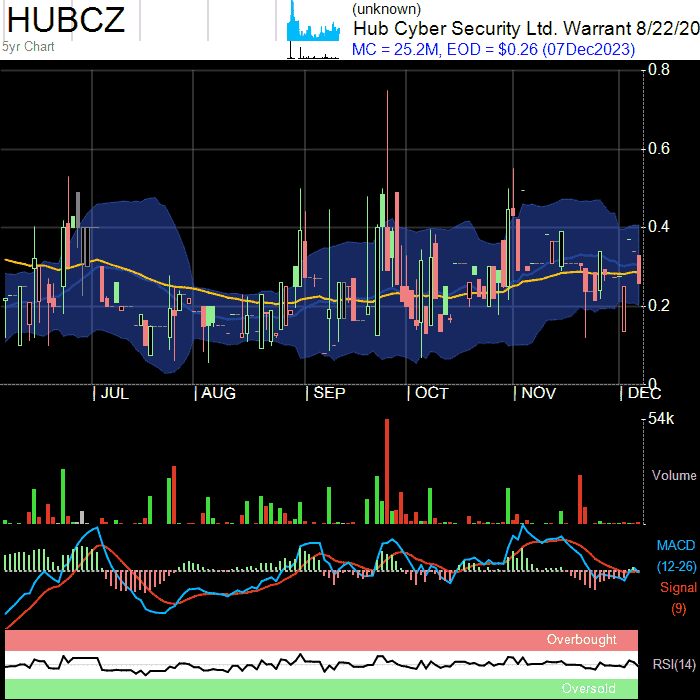 HUBCZ
5yr Chart
(unknown)
Hub Cyber Security Ltd. Warrant 8/22/20
MC = 25.2M, EOD = $0.26 (07Dec2023)
0.8
0.6
0.4
0.2
0
JUL
AUG
SEP
OCT
NOV
DEC
54k
Volume
MACD
(12-26)
Signal
(9)
Overbought
RSI(14)
Oversold